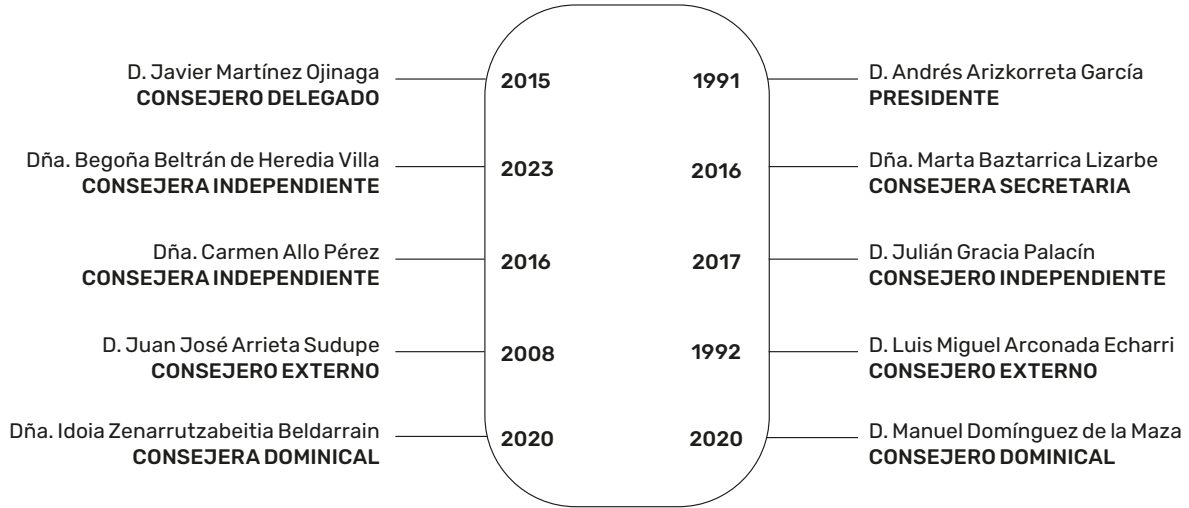 D. Javier Martínez Ojinaga
CONSEJERO DELEGADO
2015
1991
D. Andrés Arizkorreta García
PRESIDENTE
Dña. Begoña Beltrán de Heredia Villa
CONSEJERA INDEPENDIENTE
2023
2016
Dña. Marta Baztarrica Lizarbe
CONSEJERA SECRETARIA
Dña. Carmen Allo Pérez
CONSEJERA INDEPENDIENTE
2016
2017
D. Julián Gracia Palacín
CONSEJERO INDEPENDIENTE
D. Juan José Arrieta Sudupe
CONSEJERO EXTERNO
2008
1992
D. Luis Miguel Arconada Echarri
CONSEJERO EXTERNO
Dña. Idoia Zenarrutzabeitia Beldarrain
CONSEJERA DOMINICAL
2020
2020
D. Manuel Domínguez de la Maza
CONSEJERO DOMINICAL